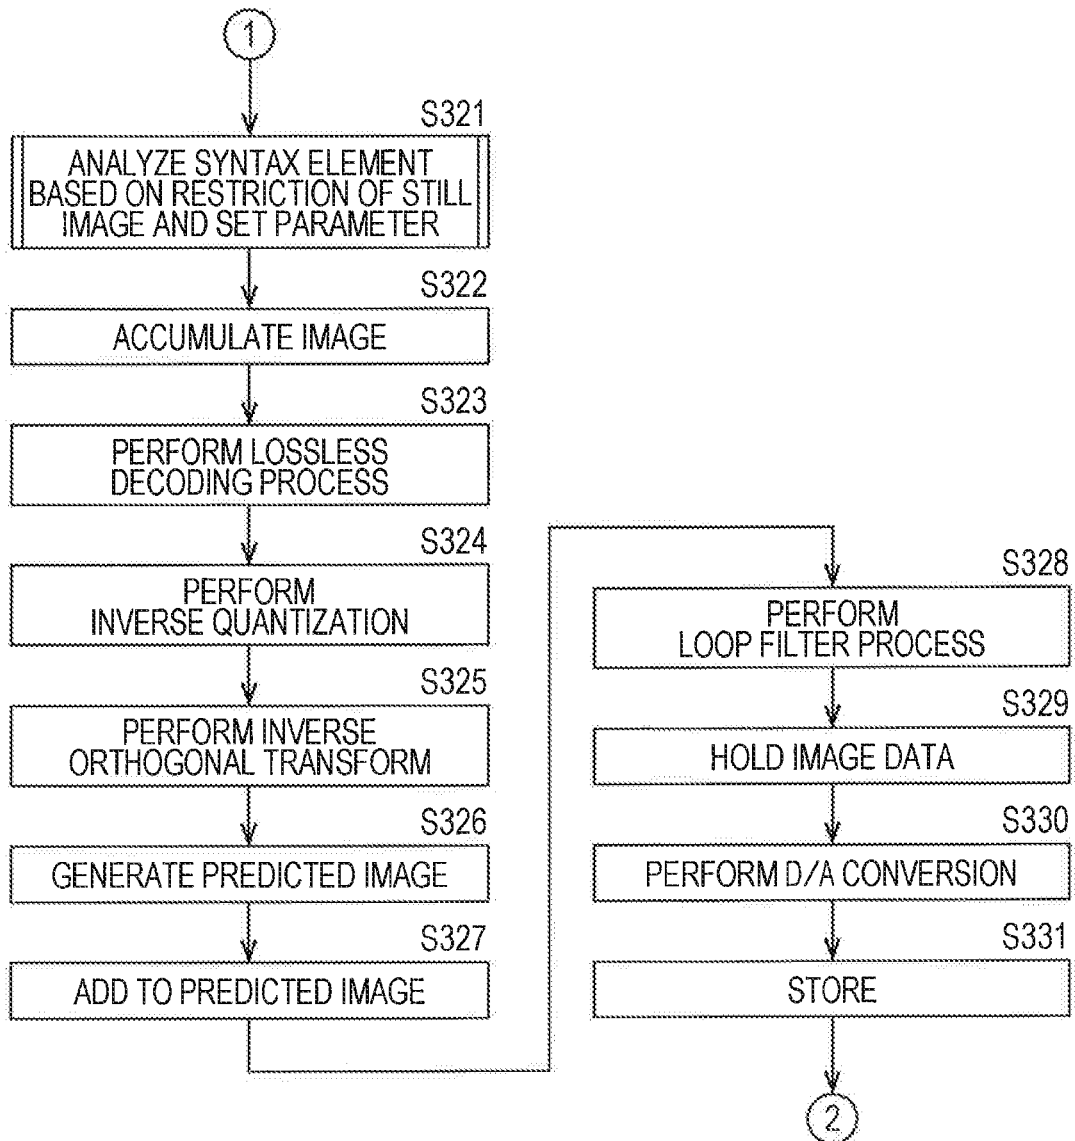 1
S321
ANALYZE SYNTAX ELEMENT
BASED ON RESTRICTION OF STILL
IMAGE AND SET PARAMETER
S322
ACCUMULATE IMAGE
S323
PERFORM LOSSLESS
DECODING PROCESS
S324
PERFORM
INVERSE QUANTIZATION
S325
PERFORM INVERSE
ORTHOGONAL TRANSFORM
S326
GENERATE PREDICTED IMAGE
S327
ADD TO PREDICTED IMAGE
S328
PERFORM
LOOP FILTER PROCESS
S329
HOLD IMAGE DATA
S330
PERFORM D/A CONVERSION
S331
STORE
2